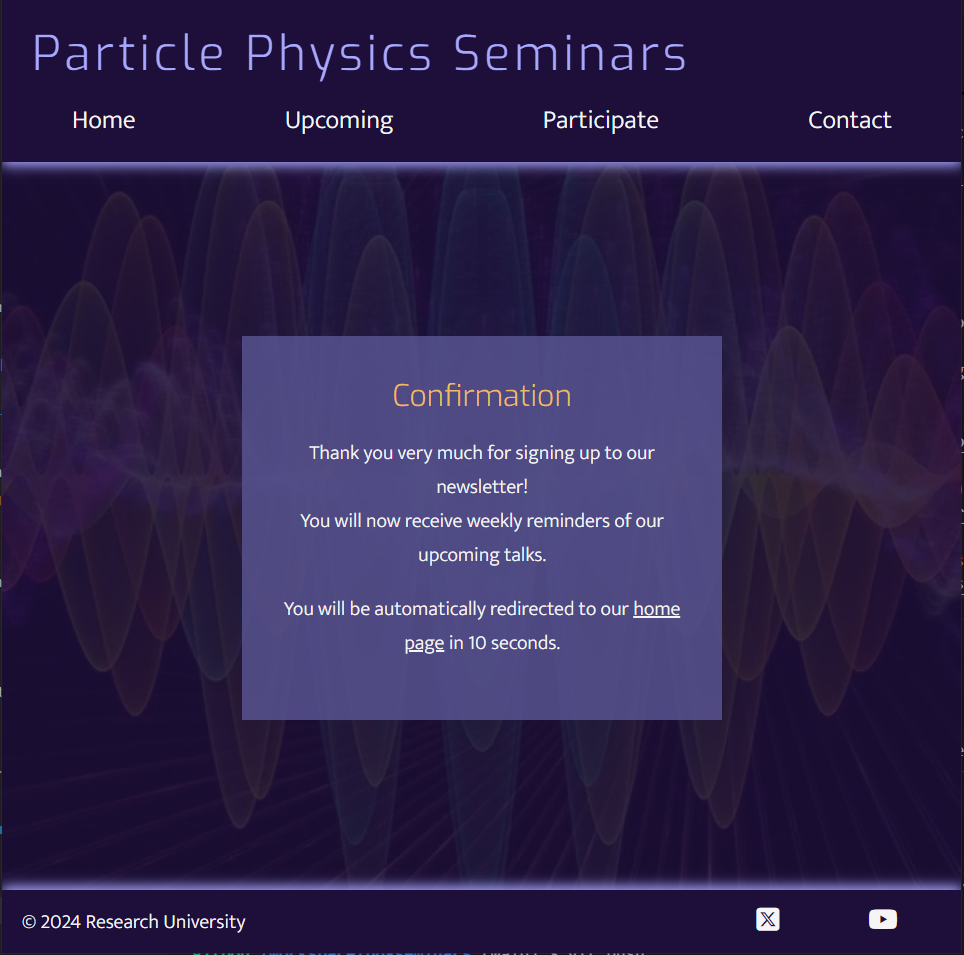 Particle Physics Seminars
Home Upcoming Participate Contact
Confirmation
Thank you very much for signing up to our
newsletter!
You will now receive weekly reminders of our
upcoming talks.
You will be automatically redirected to our home
page in 10 seconds.
© 2024 Research University